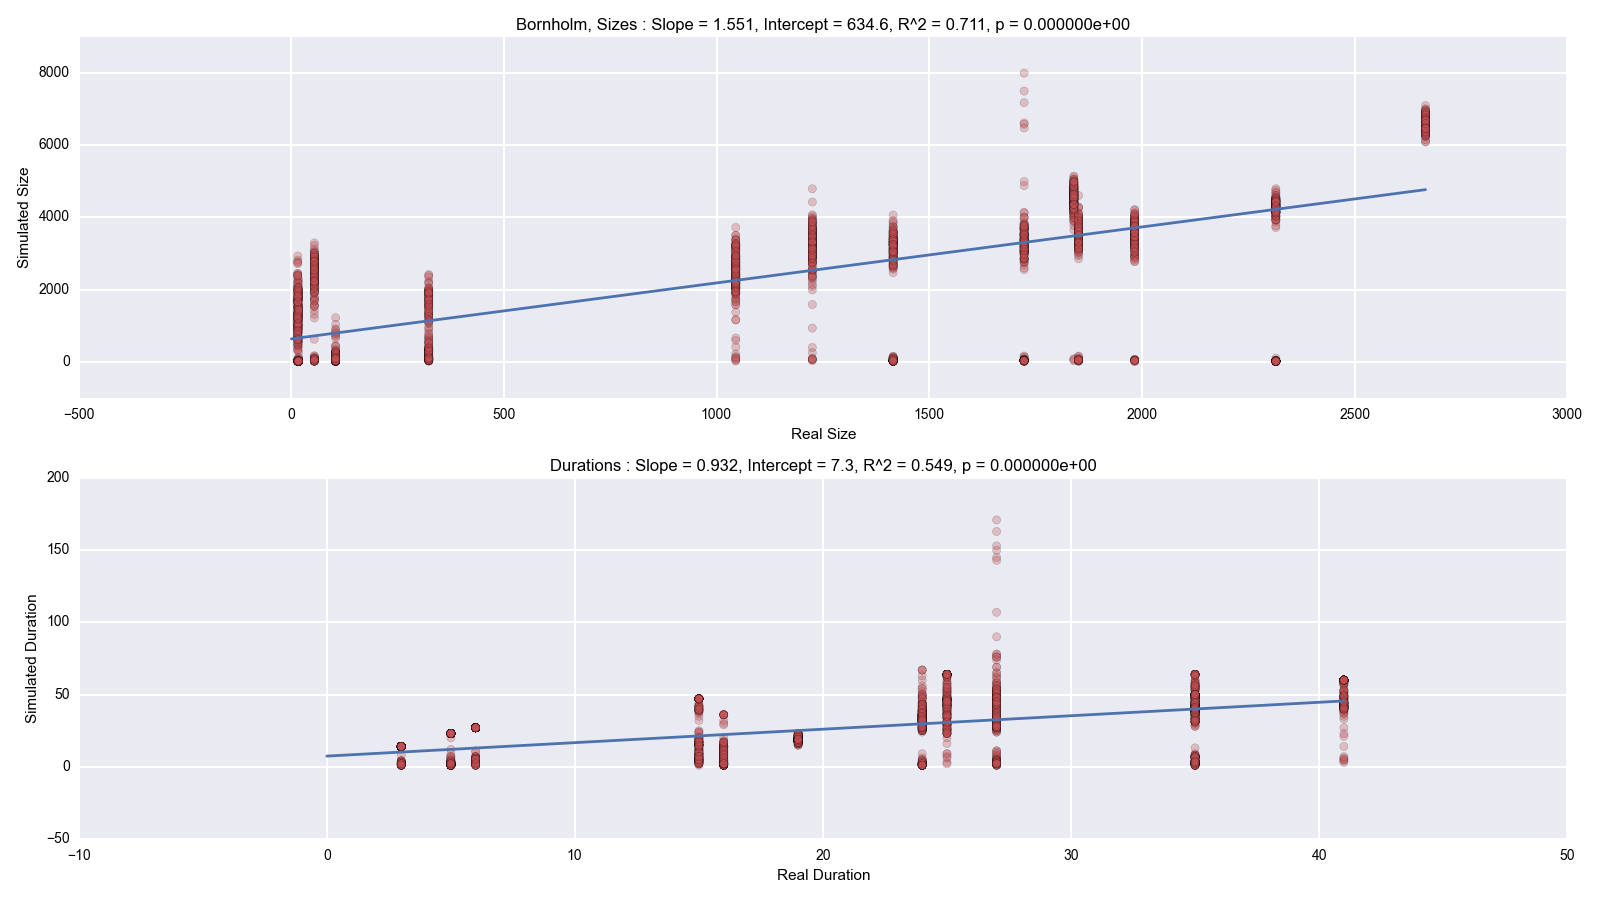 Bornholm, Sizes : Slope = 1.551, Intercept = 634.6, R^2 = 0.711, p = 0.000000e+00
8000
6000
4000
2000
0
Simulated Size
−500 0 500 1000 1500 2000 2500 3000
Real Size
Durations : Slope = 0.932, Intercept = 7.3, R^2 = 0.549, p = 0.000000e+00
200
150
100
50
0
−50
Simulated Duration
−10 0 10 20 30 40 50
Real Duration